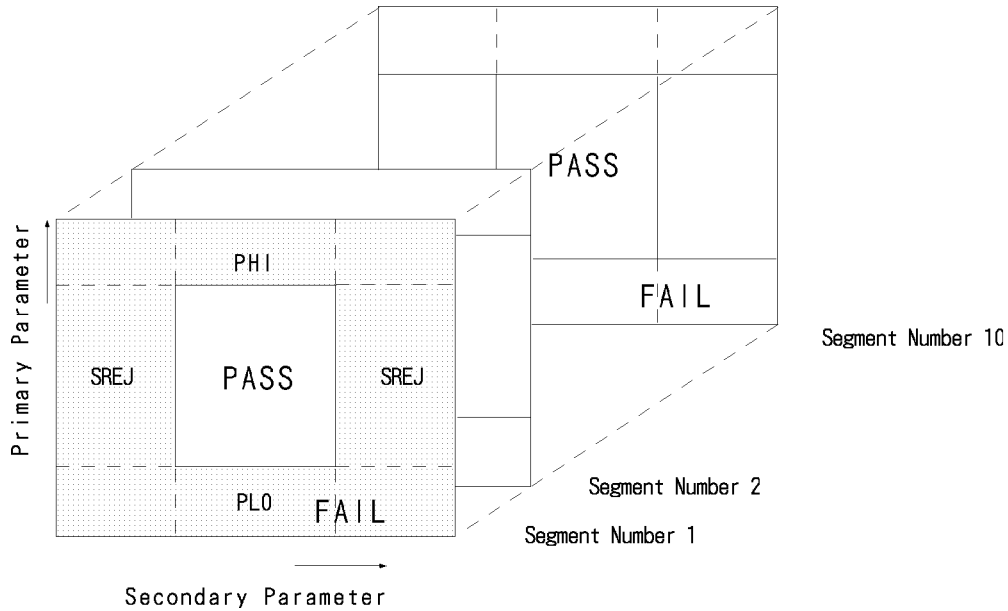 PASS
PHI
Primary Parameter
SREJ
PASS
SREJ
FAIL
Segment Number 10
PLO
FAIL
Segment Number 2
Segment Number 1
Secondary Parameter